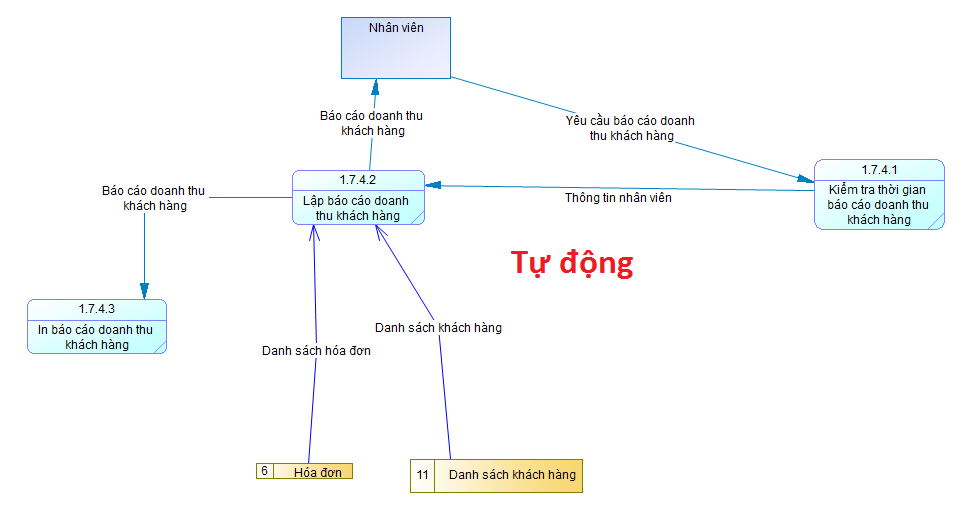 Nhân viên
Báo cáo doanh thu
khách hàng
Yêu cầu báo cáo doanh
thu khách hàng
1.7.4.1
Kiểm tra thời gian
báo cáo doanh thu
khách hàng
1.7.4.2
Lập báo cáo doanh
thu khách hàng
Báo cáo doanh thu
khách hàng
Thông tin nhân viên
Tự động
1.7.4.3
In báo cáo doanh thu
khách hàng
Danh sách khách hàng
Danh sách hóa đơn
6 Hóa đơn
11 Danh sách khách hàng